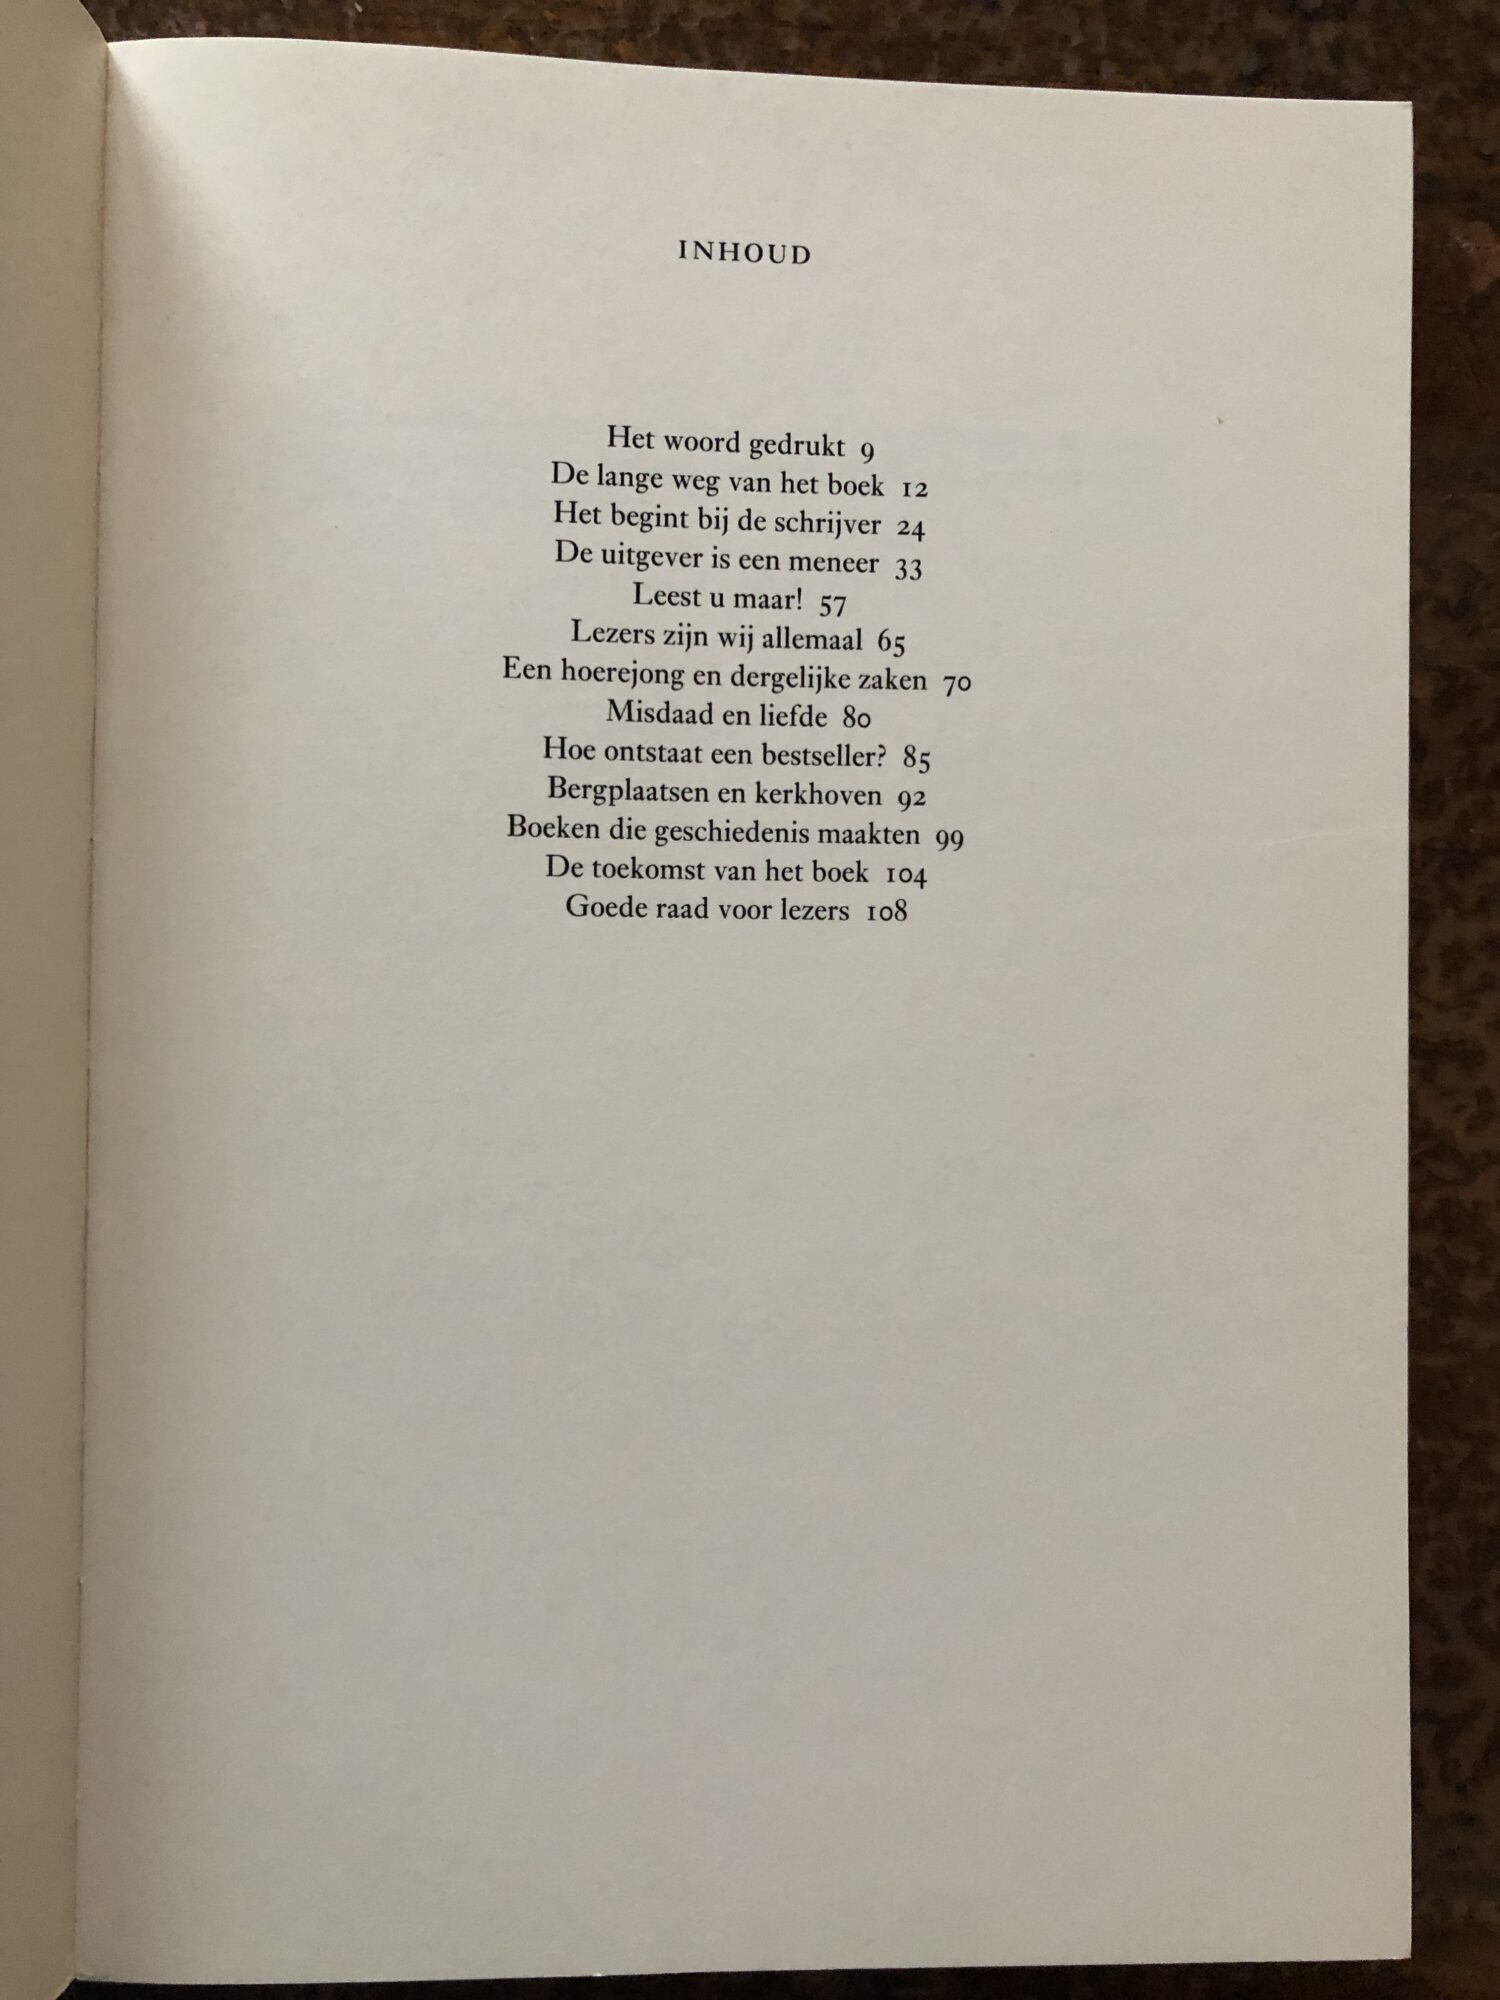 INHOUD
Het woord gedrukt 9
De lange weg van het boek 12
Het begint bij de schrijver 24
De uitgever is een meneer 33
Leest u maar! 57
Lezers zijn wij allemaal 65
Een hoerejong en dergelijke zaken 70
Misdaad en liefde 80
Hoe ontstaat een bestseller? 85
Bergplaatsen en kerkhoven 92
Boeken die geschiedenis maakten 99
De toekomst van het boek 104
Goede raad voor lezers 108